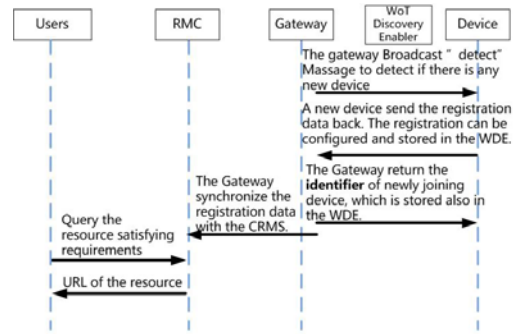 Users
RMC
Gateway
WoT
Discovery
Enabler
Device
The gateway Broadcast “ detect”
Massage to detect if there is any
new device
A new device send the registration
data back. The registration can be
configured and stored in the WDE.
The Gateway return the
identifier of newly joining
device, which is stored also in
the WDE.
The Gateway
synchronize the
registration data
with the CRMS.
Query the
resource satisfying
requirements
URL of the resource